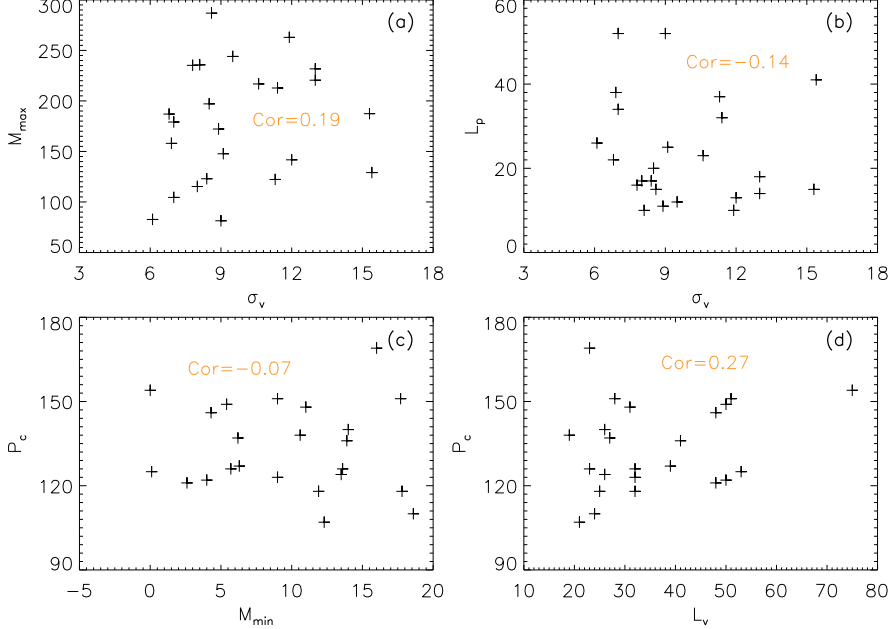 (a)
Cor=0.19
M_max
300
250
200
150
100
50
3 6 9 12 15 18
σ_v
(b)
Cor=−0.14
L_p
60
40
20
0
3 6 9 12 15 18
σ_v
(c)
Cor=−0.07
P_c
180
150
120
90
−5 0 5 10 15 20
M_min
(d)
Cor=0.27
P_c
180
150
120
90
10 20 30 40 50 60 70 80
L_v